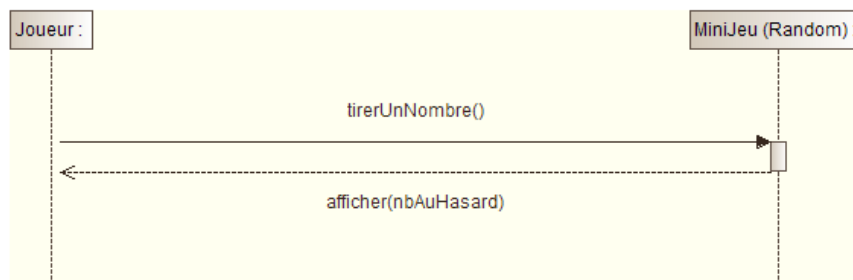 Joueur :
MiniJeu (Random)
tirerUnNombre()
afficher(nbAuHasard)